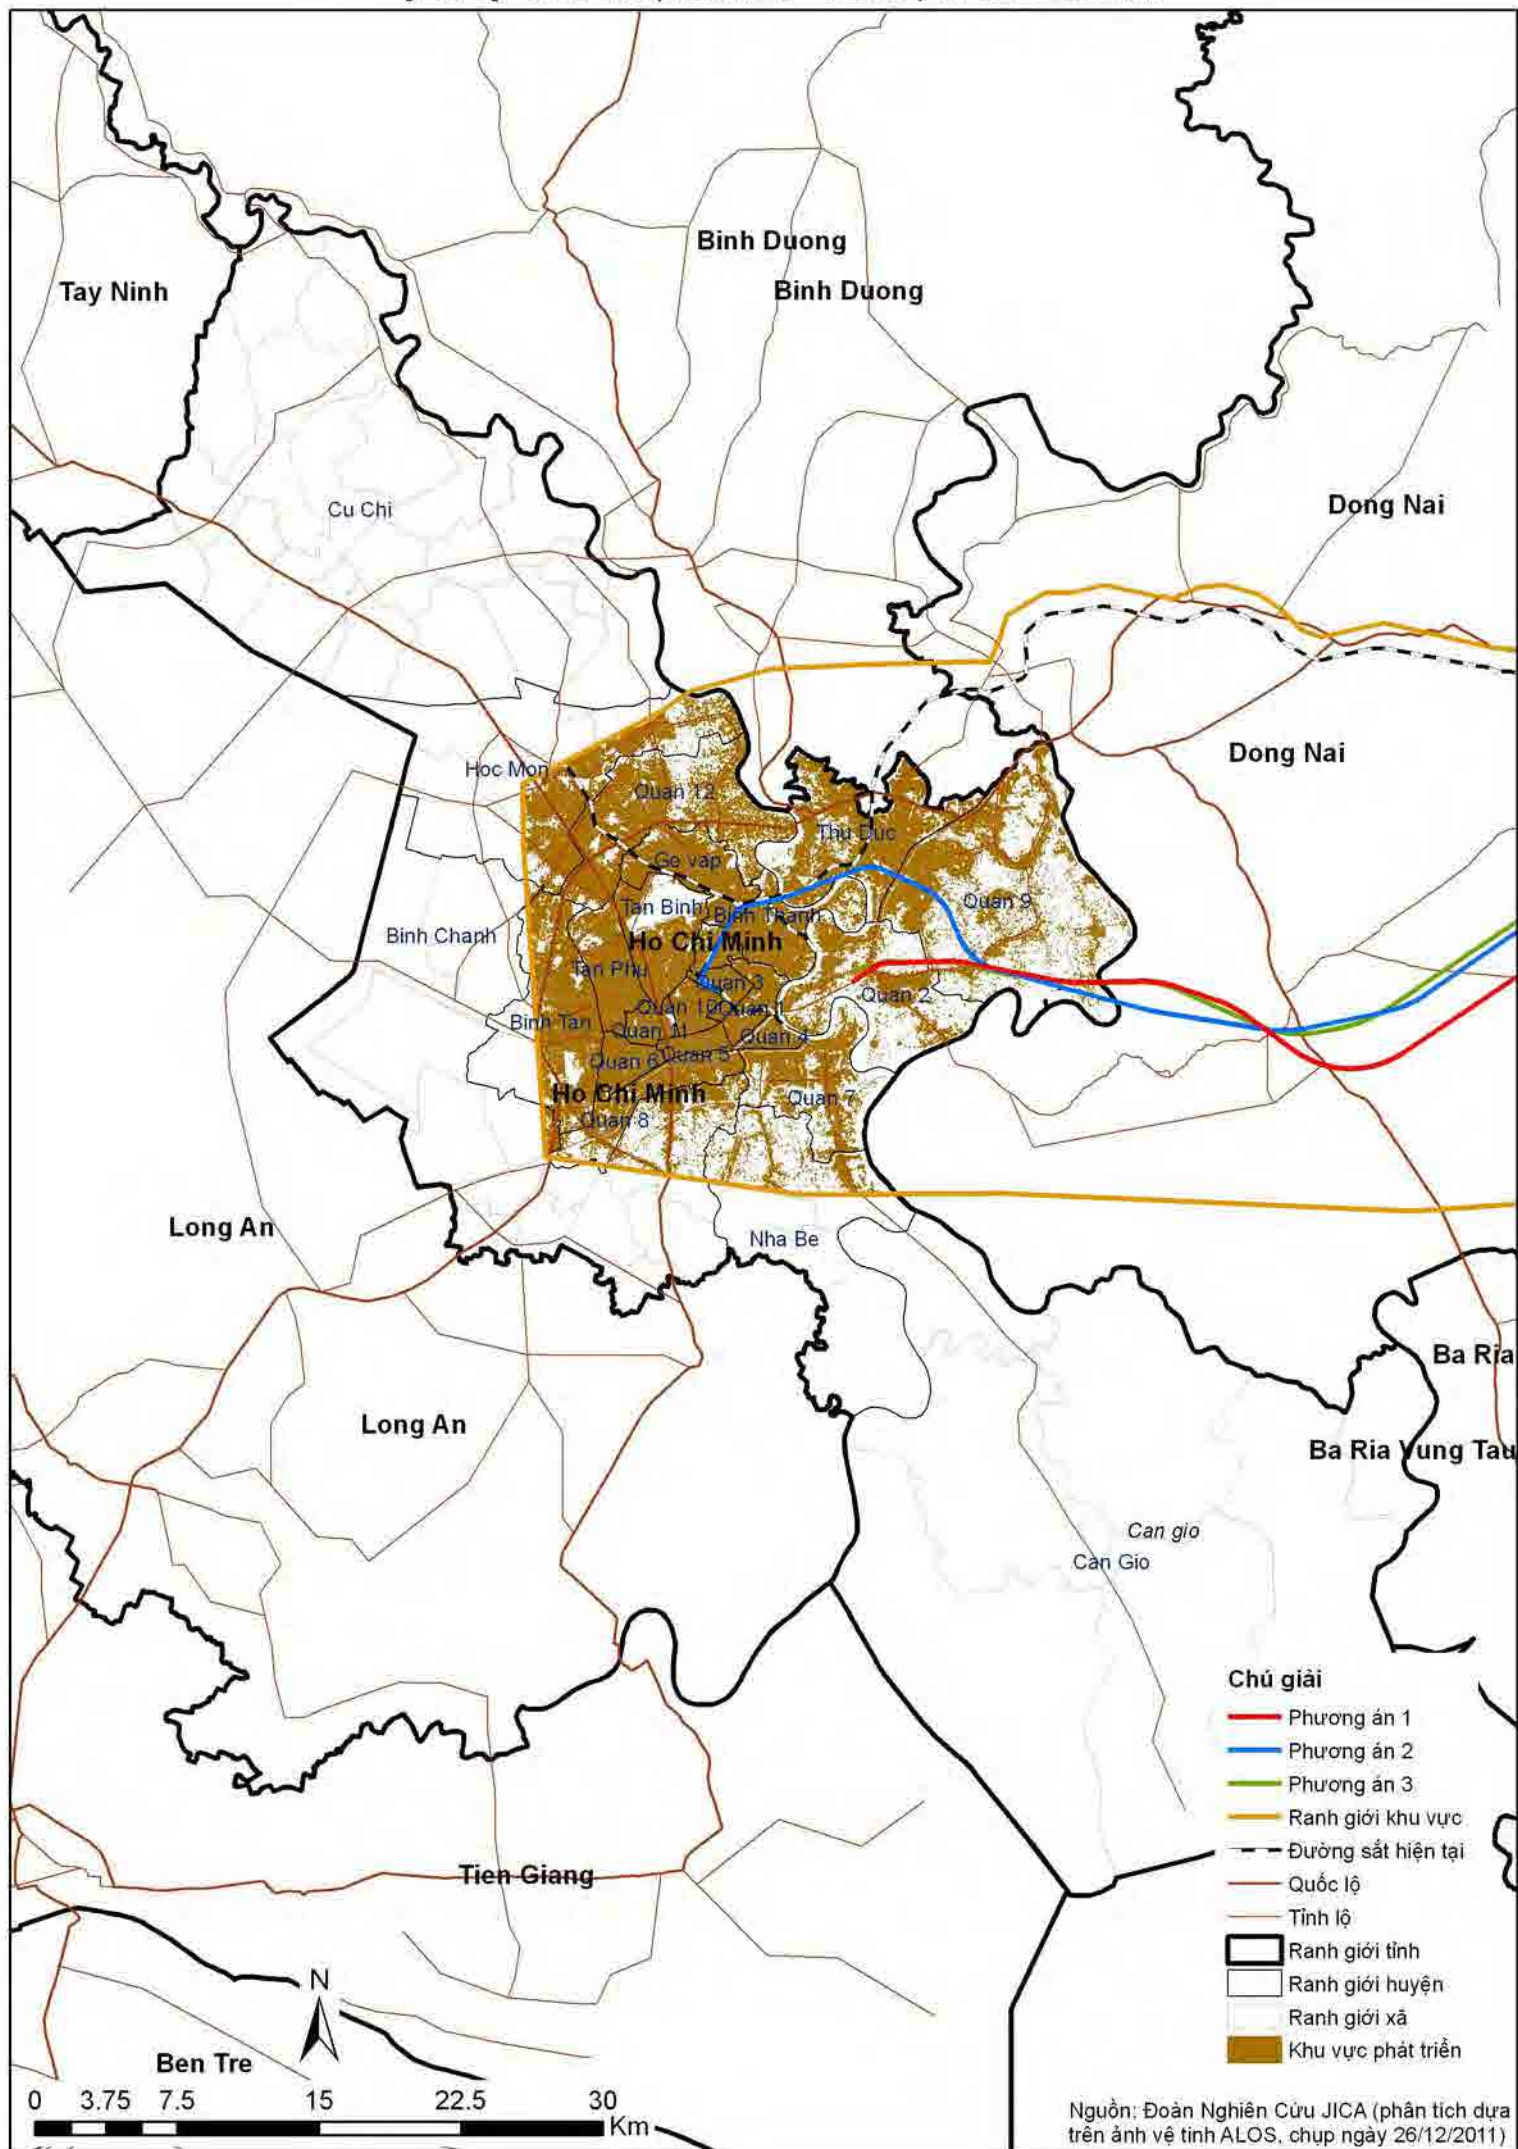 Binh Duong
Binh Duong
Tay Ninh
Cu Chi
Dong Nai
Dong Nai
Hoc Mon
Quan 12
Thu Duc
Go vap
Quan 9
Tan Binh
Binh Thanh
Binh Chanh
Ho Chi Minh
Tan Phu
Quan 3
Quan 2
Quan 10
Quan 1
Binh Tan
Quan 11
Quan 4
Quan 6
Quan 5
Ho Chi Minh
Quan 7
Quan 8
Long An
Nha Be
Ba Ria
Long An
Ba Ria Vung Tau
Can gio
Can Gio
Chú giải
Phương án 1
Phương án 2
Phương án 3
Ranh giới khu vực
Đường sắt hiện tại
Quốc lộ
Tỉnh lộ
Ranh giới tỉnh
Ranh giới huyện
Ranh giới xã
Khu vực phát triển
Tien Giang
N
Ben Tre
0 3.75 7.5 15 22.5 30
Km
Nguồn: Đoàn Nghiên Cứu JICA (phân tích dựa
trên ảnh vệ tinh ALOS, chụp ngày 26/12/2011)